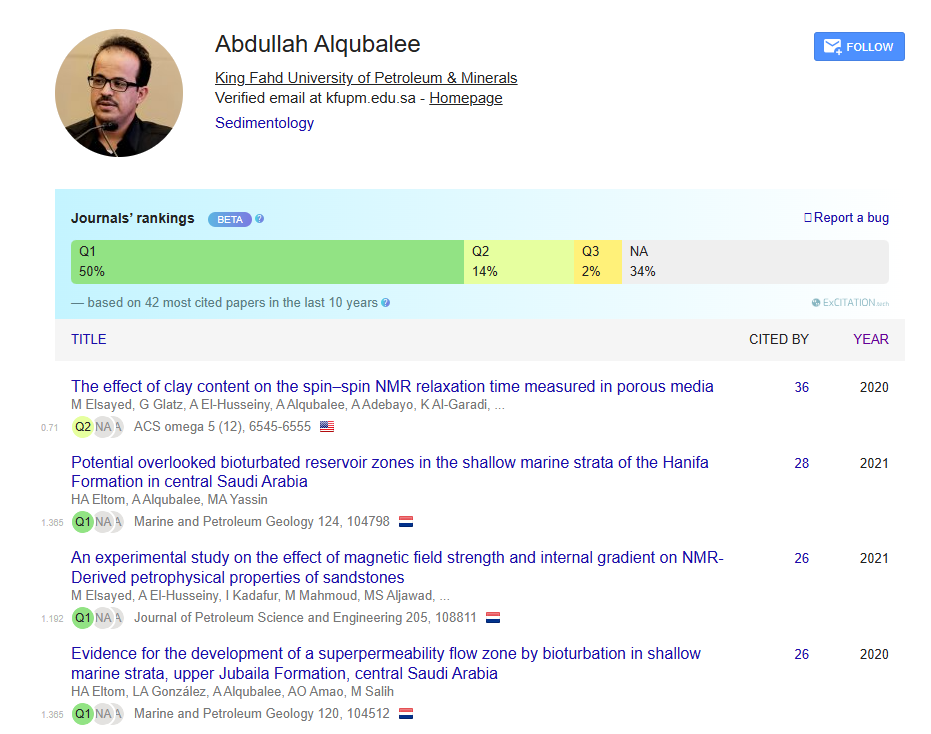 Abdullah Alqubalee
FOLLOW
King Fahd University of Petroleum & Minerals
Verified email at kfupm.edu.sa - Homepage
Sedimentology
Journals’ rankings BETA ?
Report a bug
Q1 Q2 Q3 NA
50% 14% 2% 34%
— based on 42 most cited papers in the last 10 years ?
ExCITATION.tech
TITLE CITED BY YEAR
The effect of clay content on the spin–spin NMR relaxation time measured in porous media 36 2020
M Elsayed, G Glatz, A El-Husseiny, A Alqubalee, A Adebayo, K Al-Garadi, ...
0.71 Q2 NA A ACS omega 5 (12), 6545-6555
Potential overlooked bioturbated reservoir zones in the shallow marine strata of the Hanifa 28 2021
Formation in central Saudi Arabia
HA Eltom, A Alqubalee, MA Yassin
1.365 Q1 NA A Marine and Petroleum Geology 124, 104798
An experimental study on the effect of magnetic field strength and internal gradient on NMR- 26 2021
Derived petrophysical properties of sandstones
M Elsayed, A El-Husseiny, I Kadafur, M Mahmoud, MS Aljawad, ...
1.192 Q1 NA A Journal of Petroleum Science and Engineering 205, 108811
Evidence for the development of a superpermeability flow zone by bioturbation in shallow 26 2020
marine strata, upper Jubaila Formation, central Saudi Arabia
HA Eltom, LA González, A Alqubalee, AO Amao, M Salih
1.365 Q1 NA A Marine and Petroleum Geology 120, 104512